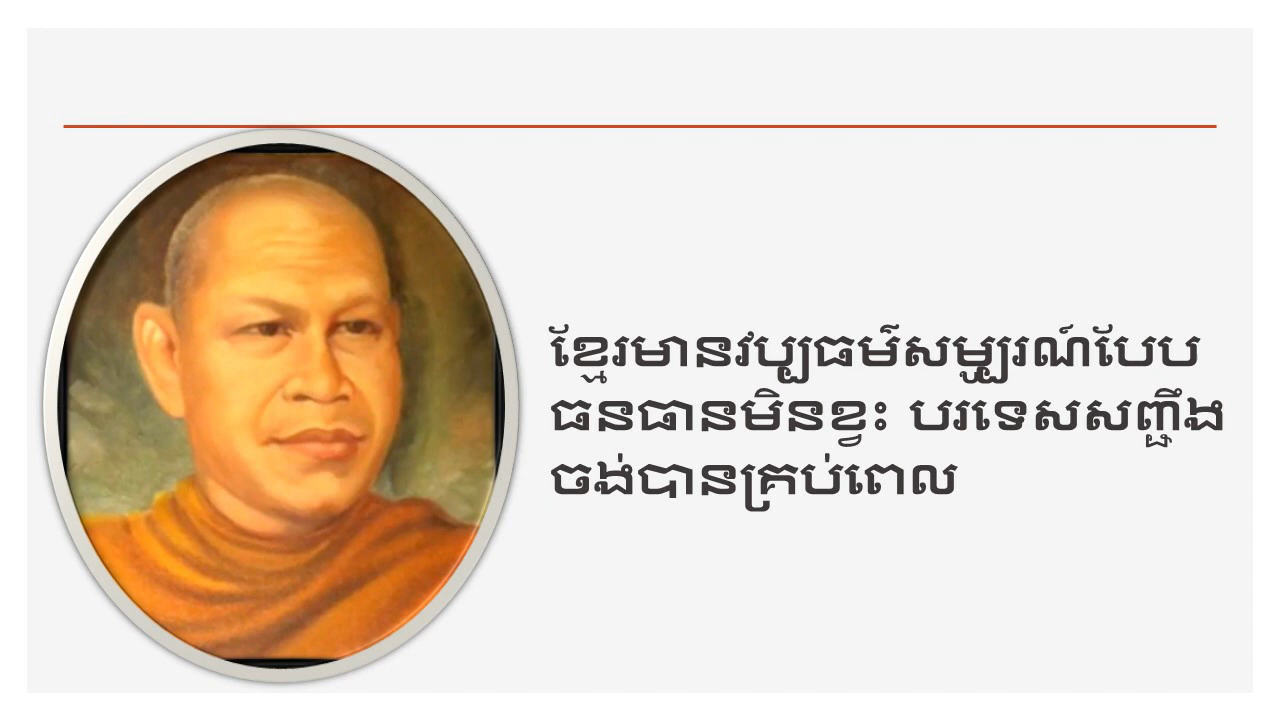 ខ្មែរមានវប្បធម៌សម្បូរណ៍បែប
ធនធានមិនខ្វះ បរទេសសញ្ជឹង
ចង់បានគ្រប់ពេល